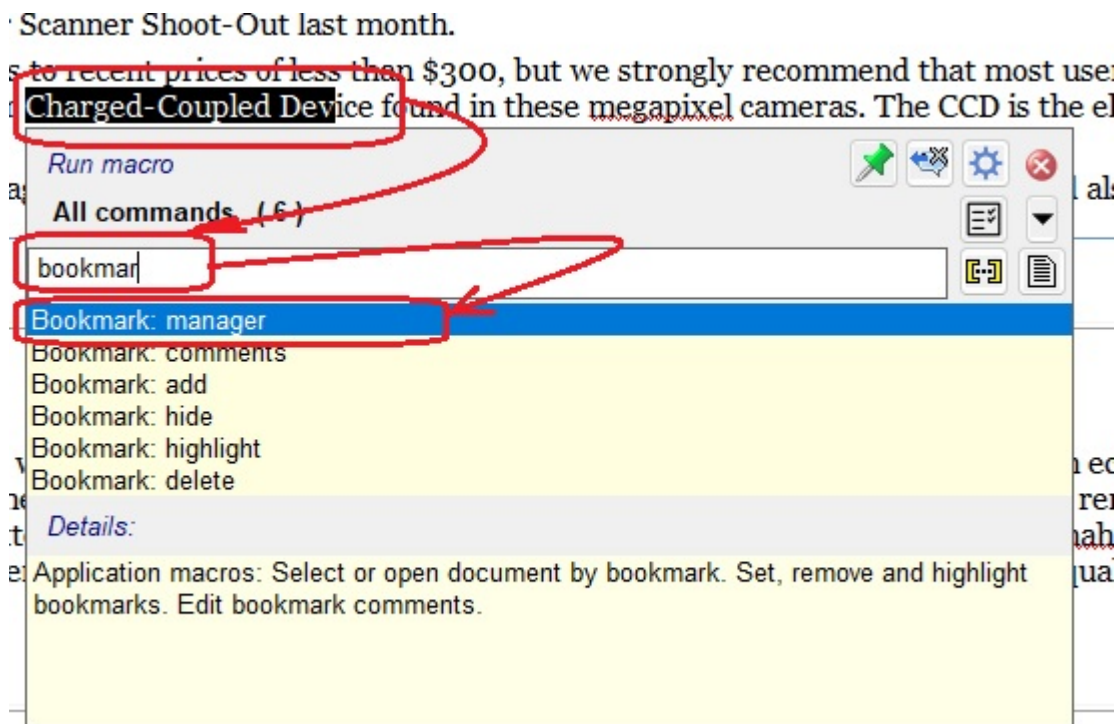 Scanner Shoot-Out last month.
to recent prices of less than $300, but we strongly recommend that most
Charged-Coupled Device found in these megapixel cameras. The CCD is the
Run macro
All commands (6)
bookmar
Bookmark: manager
Bookmark: comments
Bookmark: add
Bookmark: hide
Bookmark: highlight
Bookmark: delete
Details:
Application macros: Select or open document by bookmark. Set, remove and highlight
bookmarks. Edit bookmark comments.